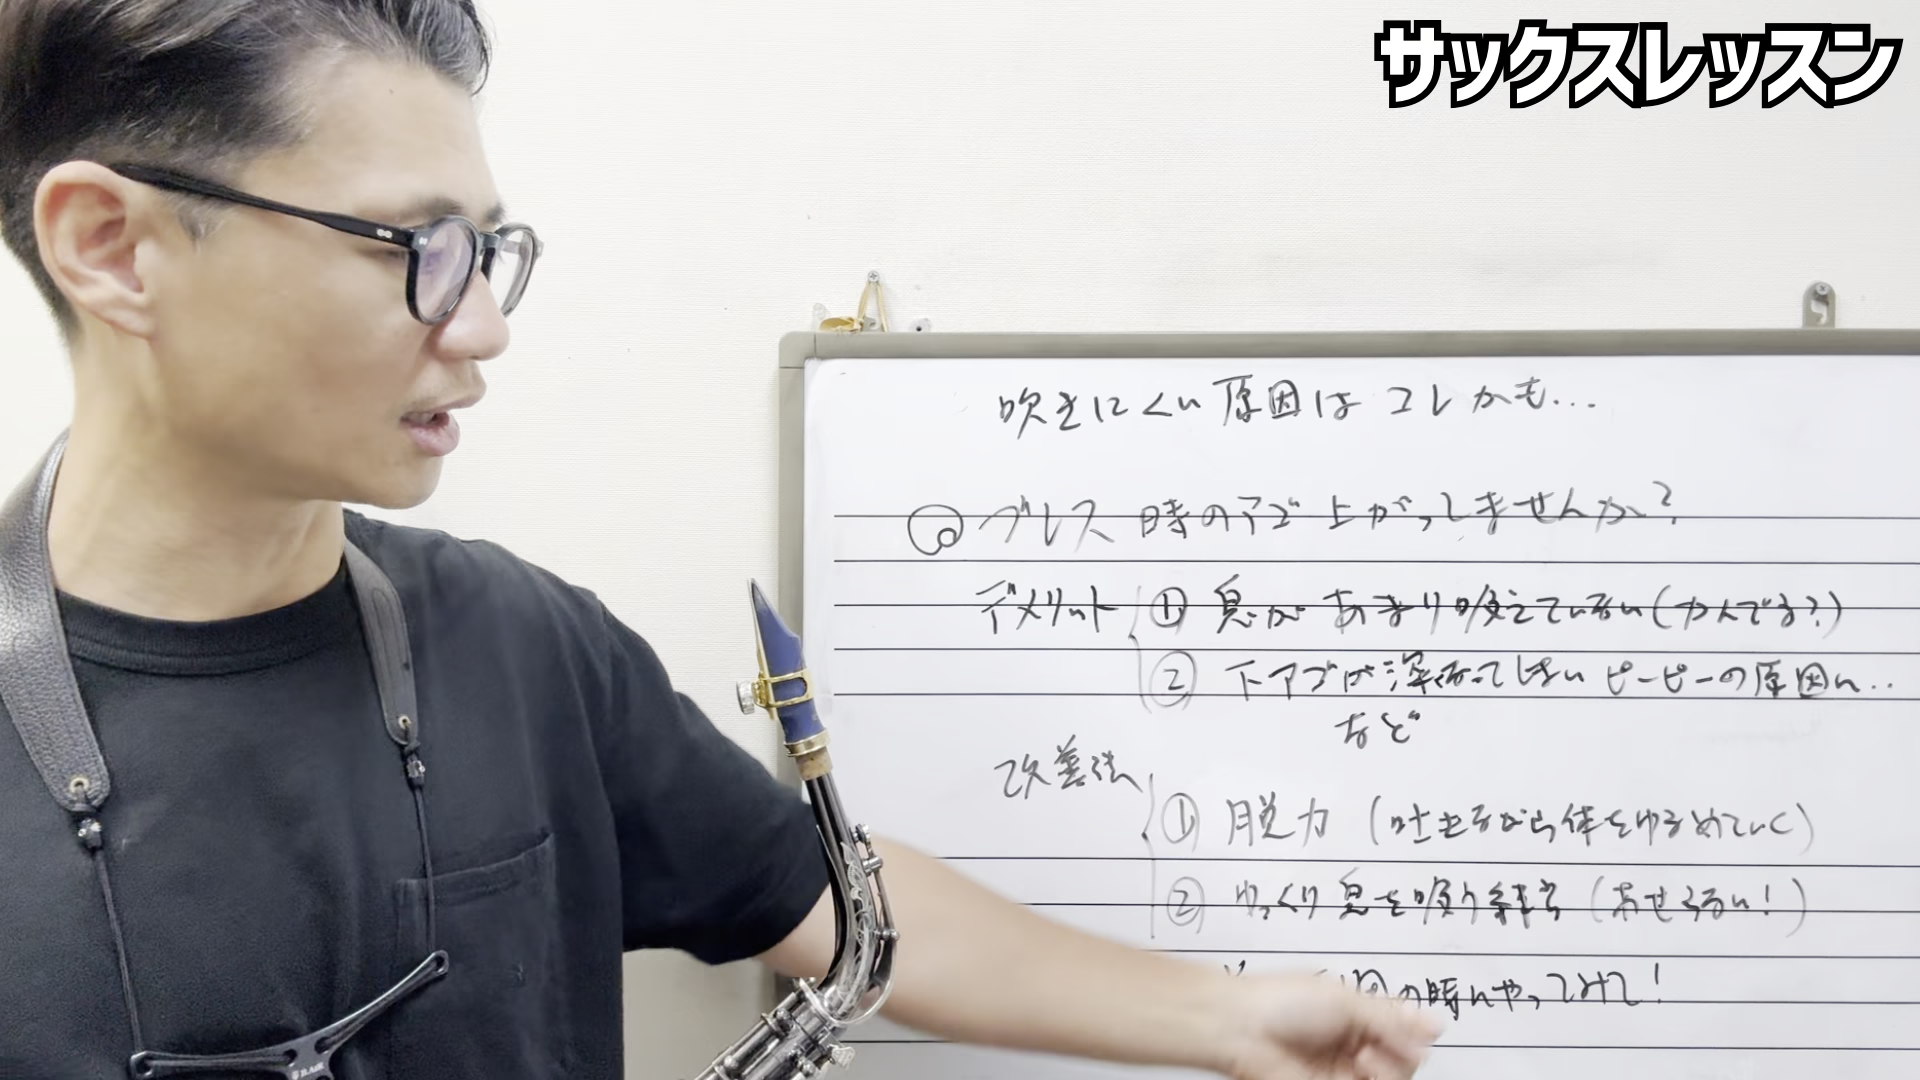 サックスレッスン
吹きにくい原因はコレかも...
ブレス時のアゴ上がってしませんか?
デメリット ① 息があまり吸えていない(かんでる?)
② 下アゴが深 ってしまい ピーピーの原因に..
など
改善法
① 脱力 (吐きながら体をゆるめていく)
② ゆっくり息を吸う練習 (あせらない!)
の時にやってみて!
B.AIR